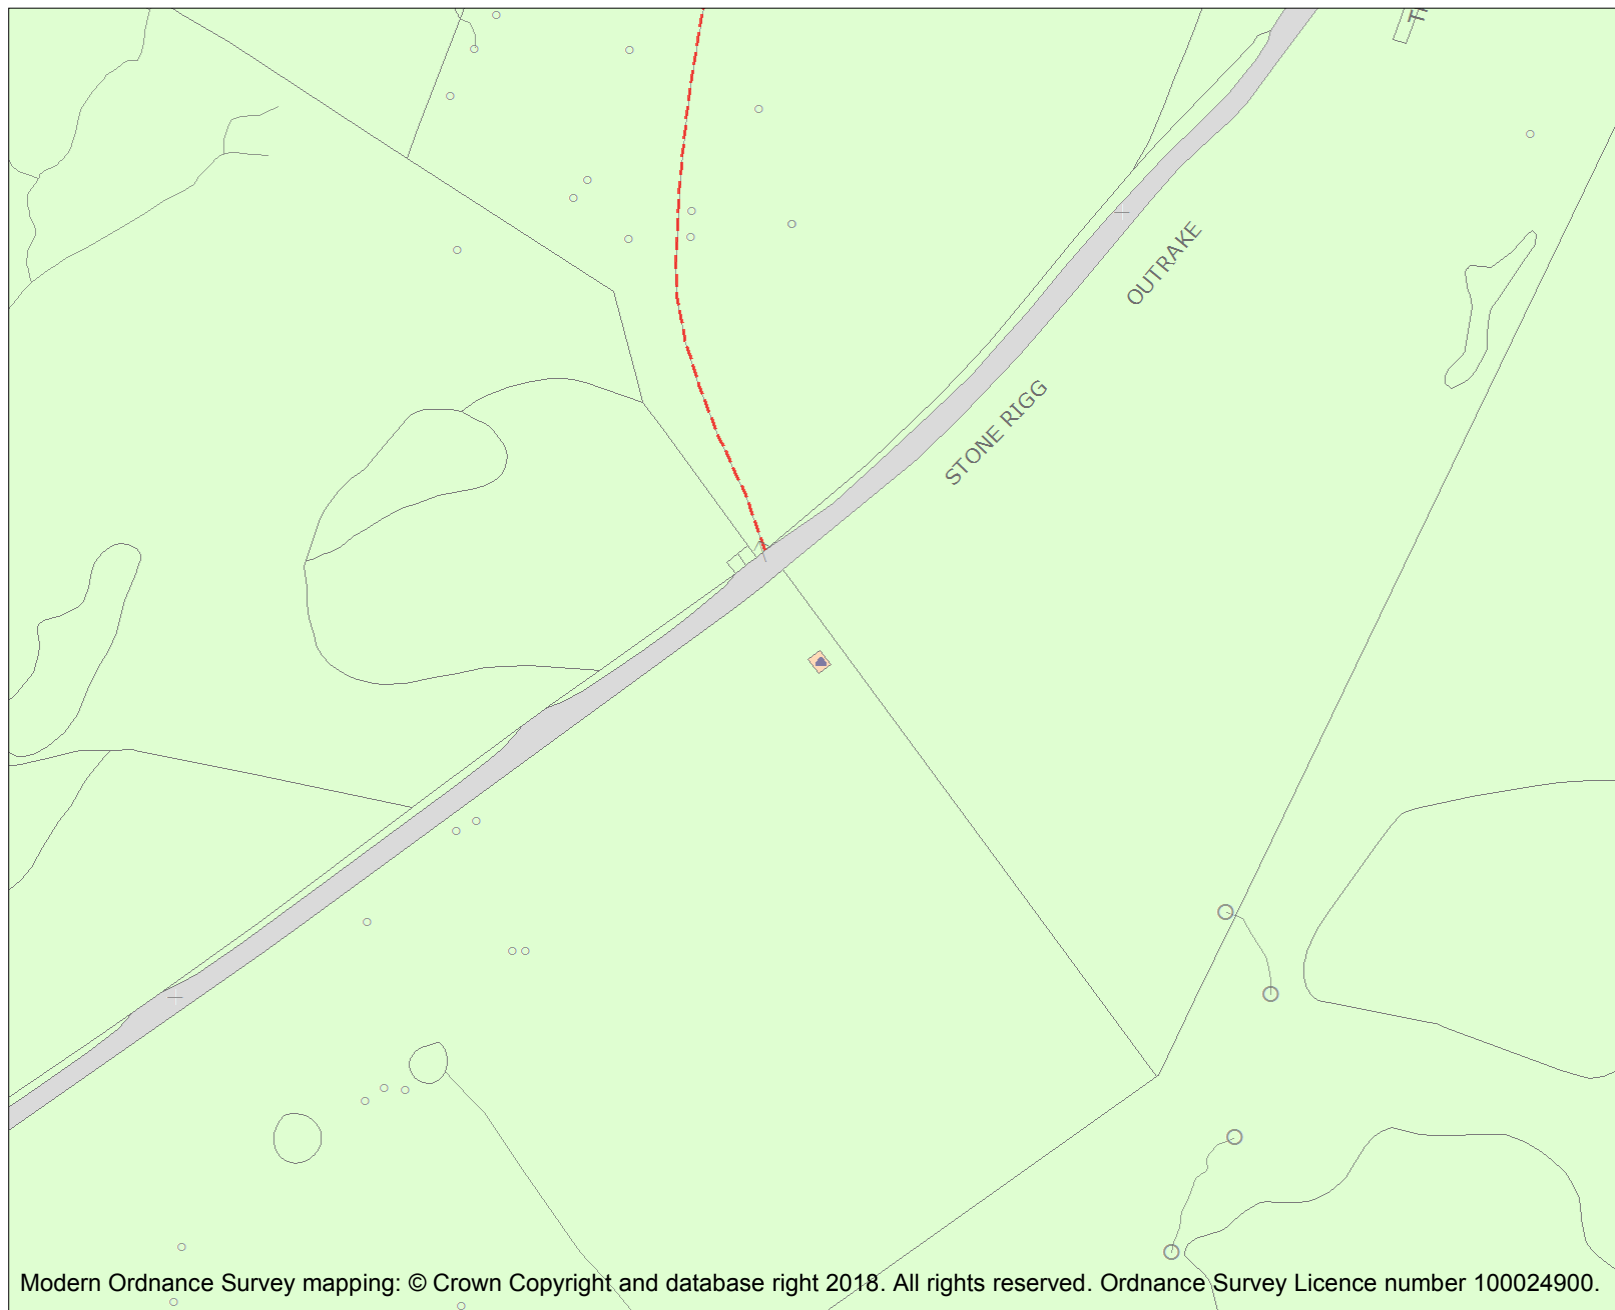 OUTRAKE
STONE RIGG
Modern Ordnance Survey mapping: © Crown Copyright and database right 2018. All rights reserved. Ordnance Survey Licence number 100024900.